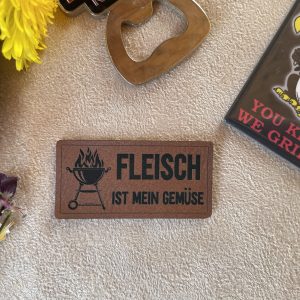 FLEISCH
IST MEIN GEMÜSE
YOU K
WE GRI